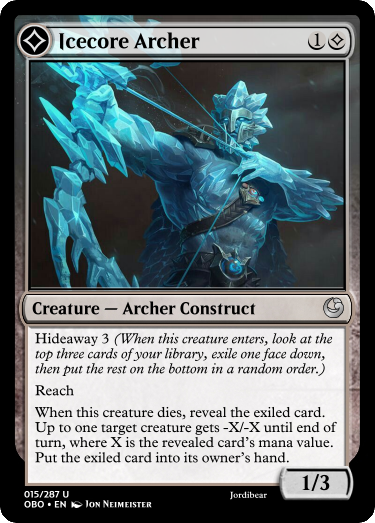 Icecore Archer 1
Creature — Archer Construct
Hideaway 3 (When this creature enters, look at the
top three cards of your library, exile one face down,
then put the rest on the bottom in a random order.)
Reach
When this creature dies, reveal the exiled card.
Up to one target creature gets -X/-X until end of
turn, where X is the revealed card's mana value.
Put the exiled card into its owner's hand.
1/3
015/287 U
OBO • EN Jon Neimeister
Jordibear